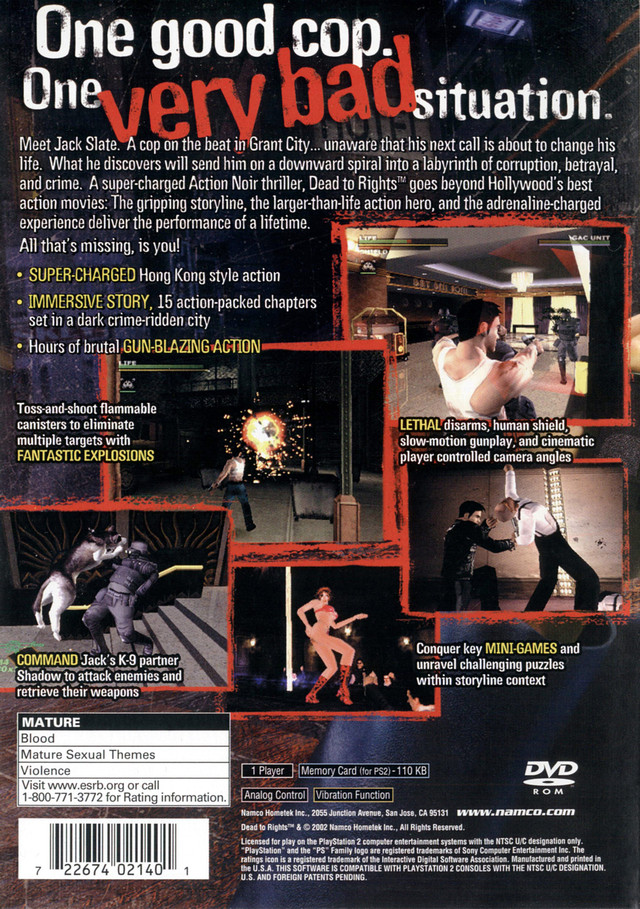 One good cop.
One very bad situation.
Meet Jack Slate. A cop on the beat in Grant City... unaware that his next call is about to change his
life. What he discovers will send him on a downward spiral into a labyrinth of corruption, betrayal,
and crime. A super-charged Action Noir thriller, Dead to Rights™ goes beyond Hollywood's best
action movies: The gripping storyline, the larger-than-life action hero, and the adrenaline-charged
experience deliver the performance of a lifetime.
All that's missing, is you!
• SUPER-CHARGED Hong Kong style action
• IMMERSIVE STORY, 15 action-packed chapters
set in a dark crime-ridden city
• Hours of brutal GUN-BLAZING ACTION
LIFE
GAC UNIT
LIFE
Toss-and-shoot flammable
canisters to eliminate
multiple targets with
FANTASTIC EXPLOSIONS
LETHAL disarms, human shield,
slow-motion gunplay, and cinematic
player controlled camera angles
COMMAND Jack's K-9 partner
Shadow to attack enemies and
retrieve their weapons
Conquer key MINI-GAMES and
unravel challenging puzzles
within storyline context
MATURE
Blood
Mature Sexual Themes
Violence
Visit www.esrb.org or call
1-800-771-3772 for Rating information.
1 Player
Memory Card (for PS2) - 110 KB
Analog Control
Vibration Function
DVD
ROM
Namco Hometek Inc., 2055 Junction Avenue, San Jose, CA 95131 www.namco.com
Dead to Rights™ & © 2002 Namco Hometek Inc., All Rights Reserved.
Licensed for play on the PlayStation 2 computer entertainment systems with the NTSC U/C designation only.
"PlayStation" and the "PS" Family logo are registered trademarks of Sony Computer Entertainment Inc. The
ratings icon is a registered trademark of the Interactive Digital Software Association. Manufactured and printed in
the U.S.A. THIS SOFTWARE IS COMPATIBLE WITH PLAYSTATION 2 CONSOLES WITH THE NTSC U/C DESIGNATION.
U.S. AND FOREIGN PATENTS PENDING.
7 22674 02140 1